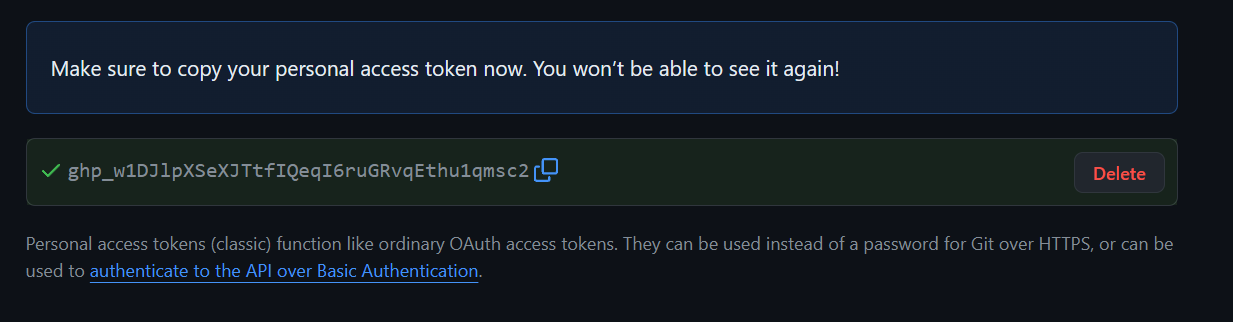 Make sure to copy your personal access token now. You won’t be able to see it again!
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
Delete
Personal access tokens (classic) function like ordinary OAuth access tokens. They can be used instead of a password for Git over HTTPS, or can be
used to authenticate to the API over Basic Authentication.